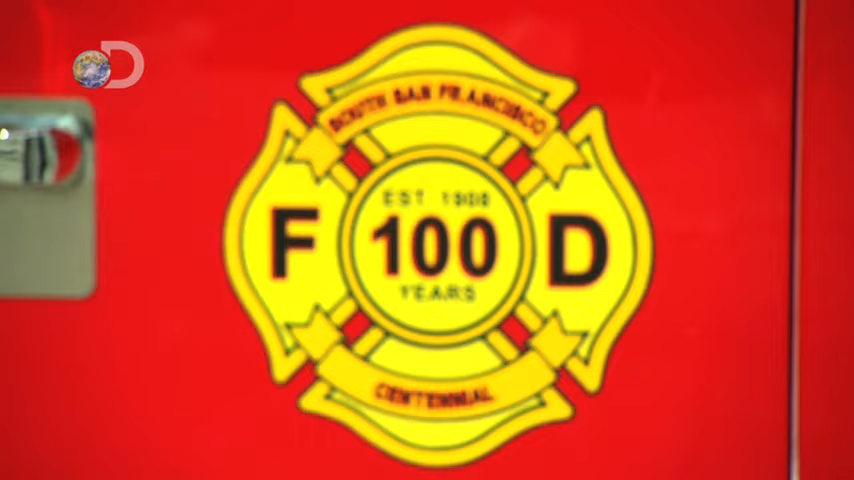 D
SOUTH SAN FRANCISCO
EST 1908
F 100 D
YEARS
CENTENNIAL